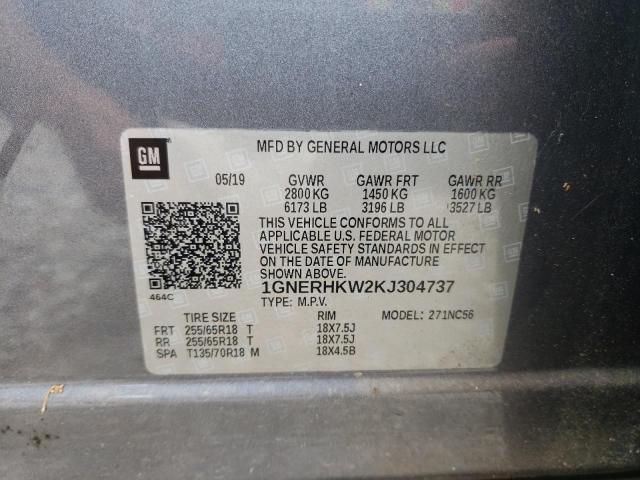 GM
MFD BY GENERAL MOTORS LLC
05/19 GVWR GAWR FRT GAWR RR
2800 KG 1450 KG 1600 KG
6173 LB 3196 LB 3527 LB
THIS VEHICLE CONFORMS TO ALL
APPLICABLE U.S. FEDERAL MOTOR
VEHICLE SAFETY STANDARDS IN EFFECT
ON THE DATE OF MANUFACTURE
SHOWN ABOVE.
464C
1GNERHKW2KJ304737
TYPE: M.P.V.
TIRE SIZE RIM MODEL: 271NC56
FRT 255/65R18 T 18X7.5J
RR 255/65R18 T 18X7.5J
SPA T135/70R18 M 18X4.5B